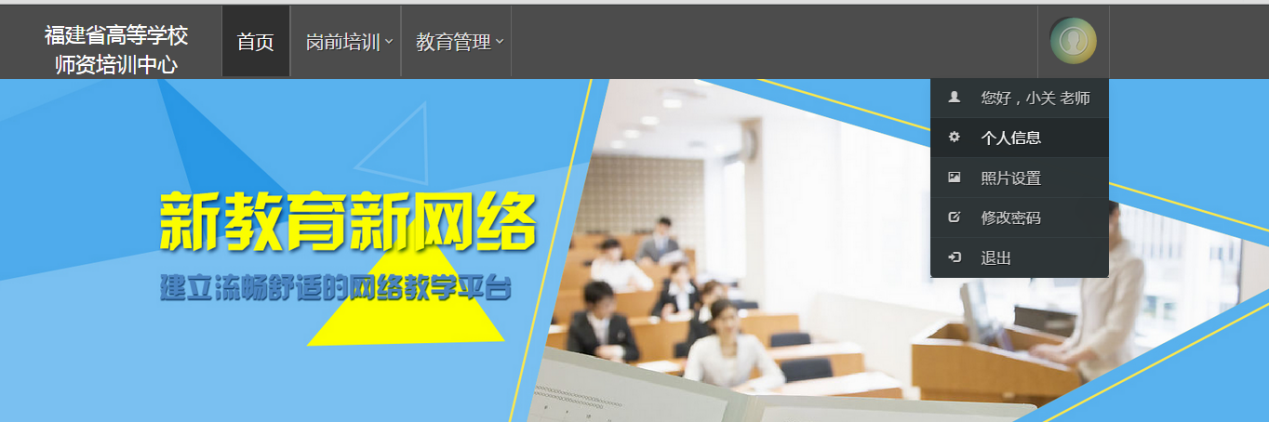 福建省高等学校
师资培训中心
首页
岗前培训
教育管理
您好，小关 老师
个人信息
照片设置
修改密码
退出
新教育新网络
建立流畅舒适的网络教学平台